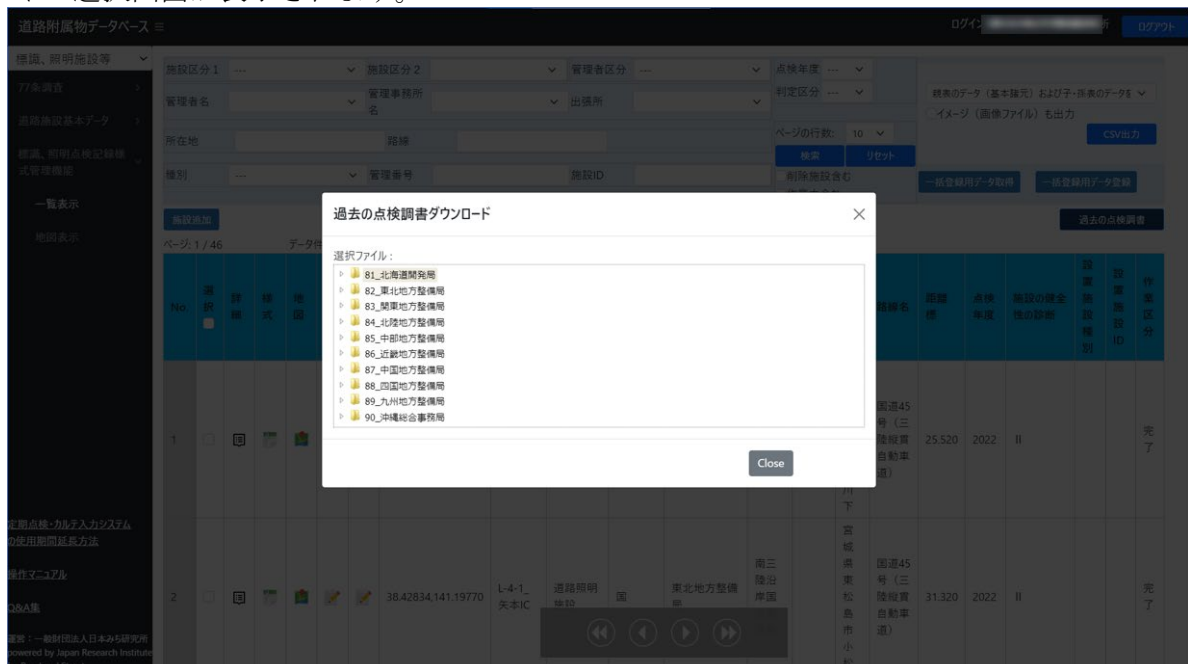 道路附属物データベース
ログイン
所
ログアウト
標識、照明施設等
77条調査
道路施設基本データ
標識、照明点検記録様式管理機能
一覧表示
地図表示
施設区分1 ---
施設区分2
管理者区分 ---
点検年度 ---
管理者名
管理事務所名
出張所
判定区分 ---
所在地
路線
ページの行数: 10
検索
リセット
種別 ---
管理番号
施設ID
削除施設含む
親表のデータ（基本諸元）および子・孫表のデータを
イメージ（画像ファイル）も出力
CSV出力
一括登録用データ取得
一括登録用データ登録
施設追加
過去の点検調書
ページ: 1 / 46
過去の点検調書ダウンロード
選択ファイル :
81_北海道開発局
82_東北地方整備局
83_関東地方整備局
84_北陸地方整備局
85_中部地方整備局
86_近畿地方整備局
87_中国地方整備局
88_四国地方整備局
89_九州地方整備局
90_沖縄総合事務局
Close
No.
選択
詳細
様式
地図
路線名
距離標
点検年度
施設の健全性の診断
設置施設種別
設置施設ID
作業区分
1
国道45号（三陸縦貫自動車道）
25.520
2022
II
完了
2
38.42834,141.19770
L-4-1_矢本IC
道路照明施設
国
東北地方整備局
宮城県東松島市小松
国道45号（三陸縦貫自動車道）
31.320
2022
II
完了
定期点検・カルテ入力システムの使用期間延長方法
操作マニュアル
Q&A集
運営：一般財団法人日本みち研究所
powered by Japan Research Institute